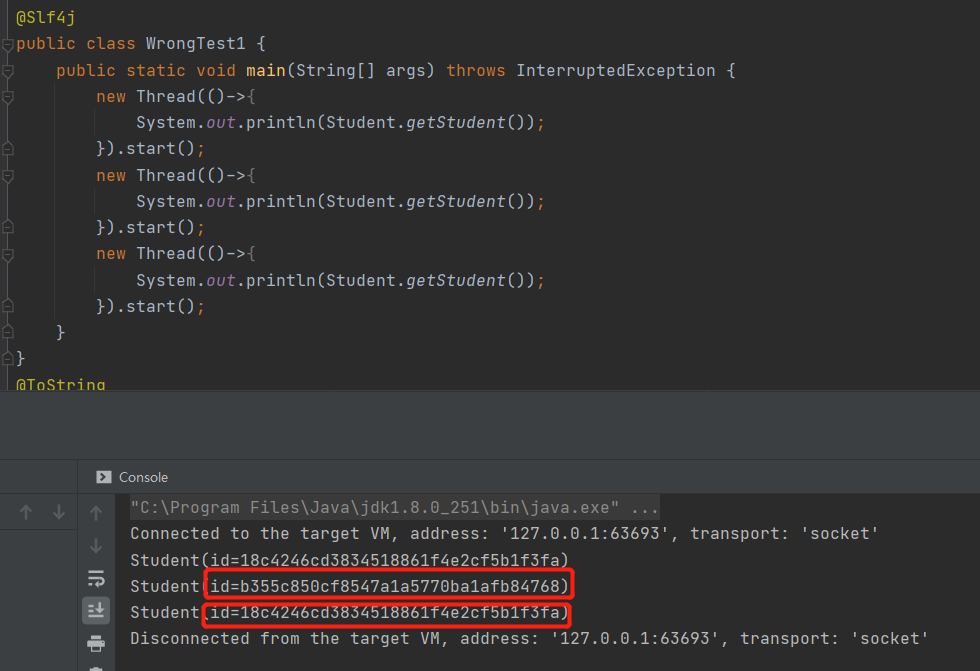 @Slf4j
public class WrongTest1 {
public static void main(String[] args) throws InterruptedException {
new Thread(()->{
System.out.println(Student.getStudent());
}).start();
new Thread(()->{
System.out.println(Student.getStudent());
}).start();
new Thread(()->{
System.out.println(Student.getStudent());
}).start();
}
}
@ToString
Console
"C:\Program Files\Java\jdk1.8.0_251\bin\java.exe" ...
Connected to the target VM, address: '127.0.0.1:63693', transport: 'socket'
Student(id=18c4246cd3834518861f4e2cf5b1f3fa)
Student(id=b355c850cf8547a1a5770ba1afb84768)
Student(id=18c4246cd3834518861f4e2cf5b1f3fa)
Disconnected from the target VM, address: '127.0.0.1:63693', transport: 'socket'